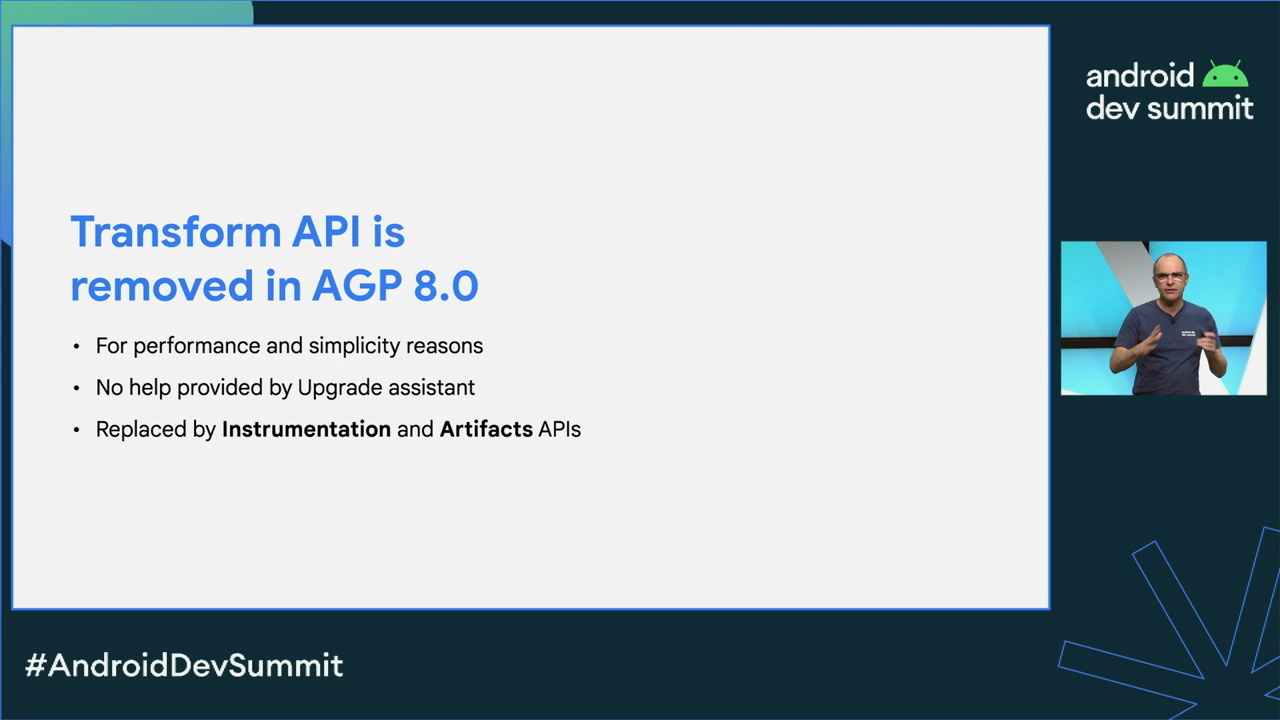 Transform API is
removed in AGP 8.0
• For performance and simplicity reasons
• No help provided by Upgrade assistant
• Replaced by Instrumentation and Artifacts APIs
android
dev summit
#AndroidDevSummit